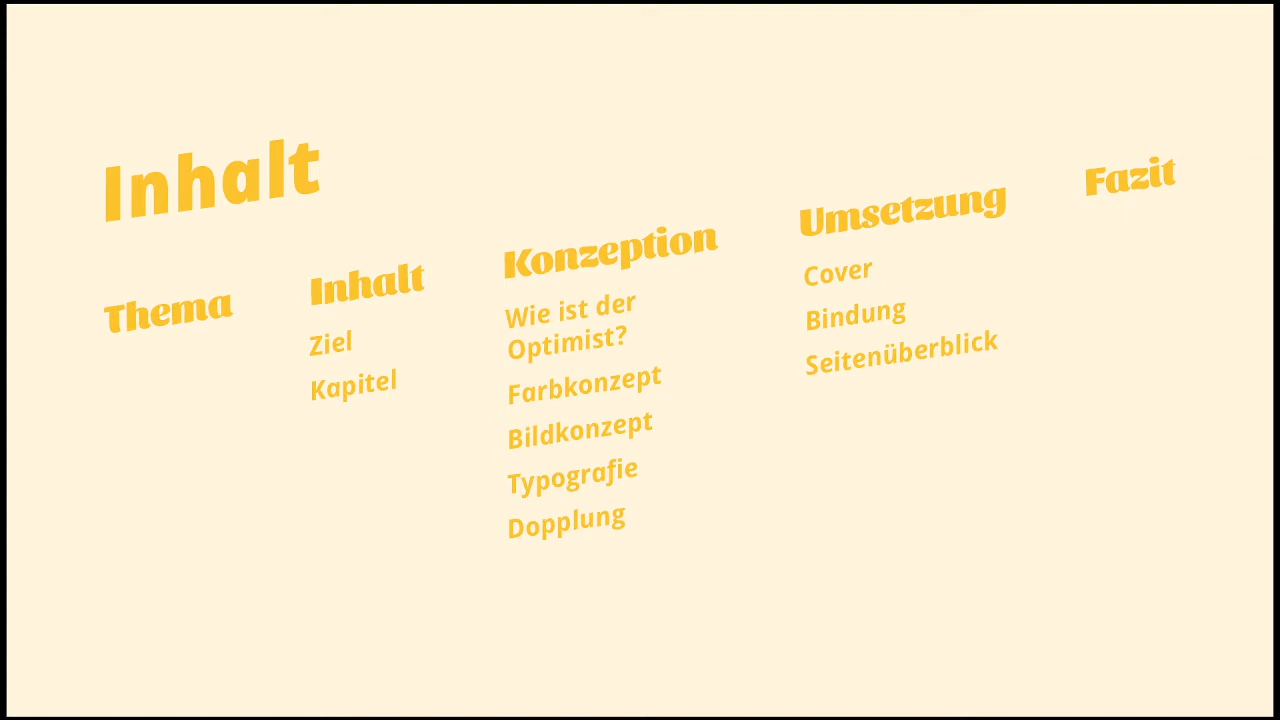 Inhalt
Thema
Inhalt
Ziel
Kapitel
Konzeption
Wie ist der
Optimist?
Farbkonzept
Bildkonzept
Typografie
Dopplung
Umsetzung
Cover
Bindung
Seitenüberblick
Fazit